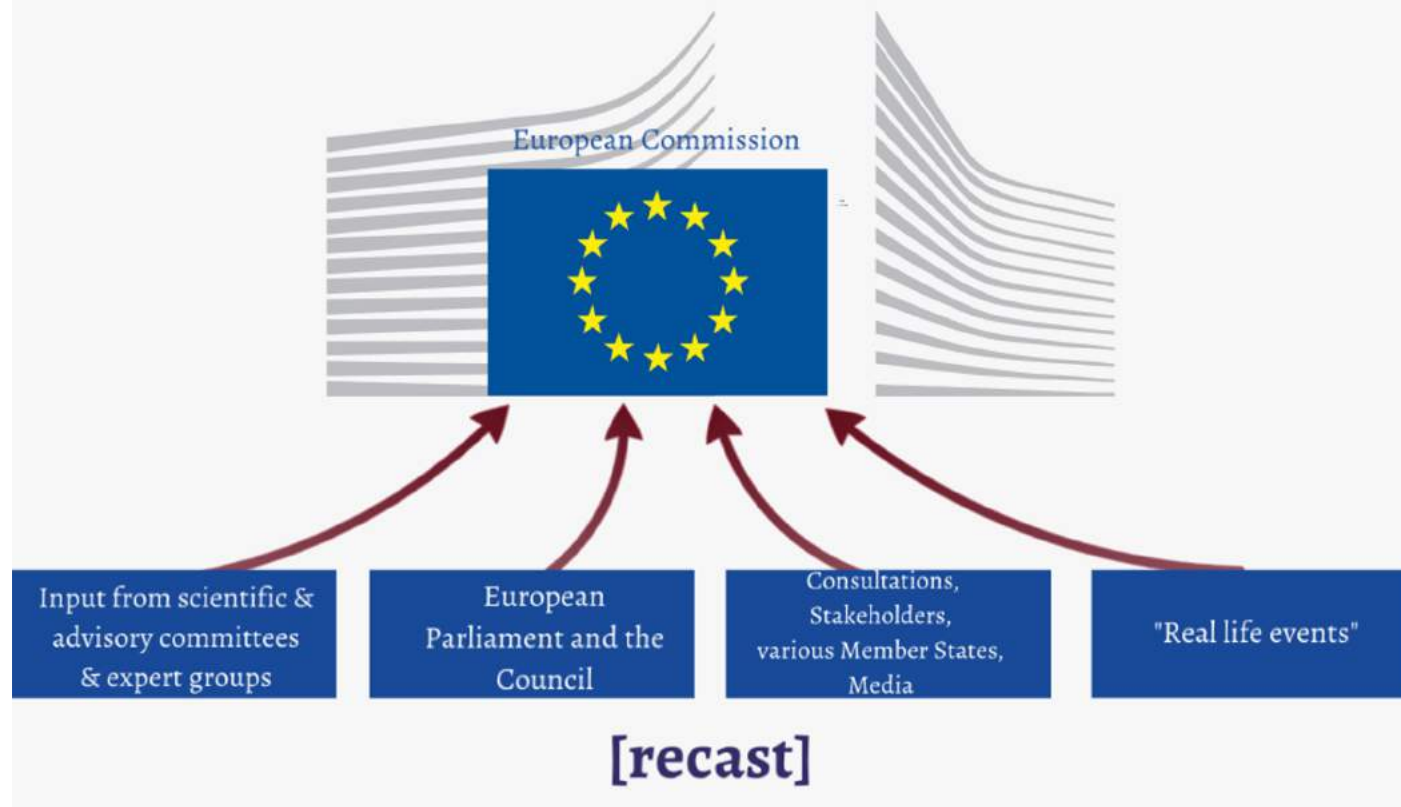 European Commission
Input from scientific &
advisory committees
& expert groups
European
Parliament and the
Council
Consultations,
Stakeholders,
various Member States,
Media
"Real life events"
[recast]